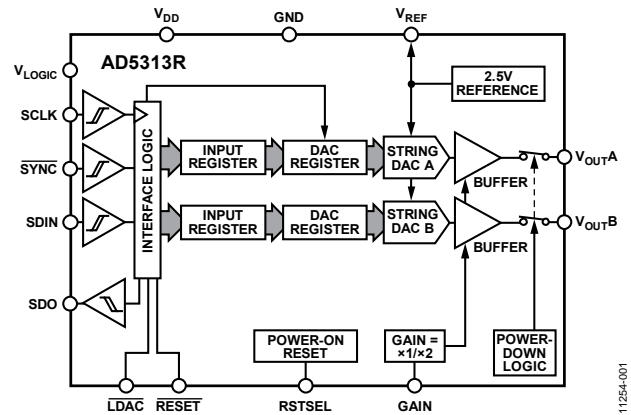 VDD
GND
VREF
VLOGIC
AD5313R
SCLK
SYNC
SDIN
SDO
INTERFACE LOGIC
2.5V
REFERENCE
INPUT
REGISTER
DAC
REGISTER
STRING
DAC A
BUFFER
VOUTA
INPUT
REGISTER
DAC
REGISTER
STRING
DAC B
BUFFER
VOUTB
POWER-ON
RESET
GAIN =
×1/×2
POWER-
DOWN
LOGIC
LDAC
RESET
RSTSEL
GAIN
11254-001